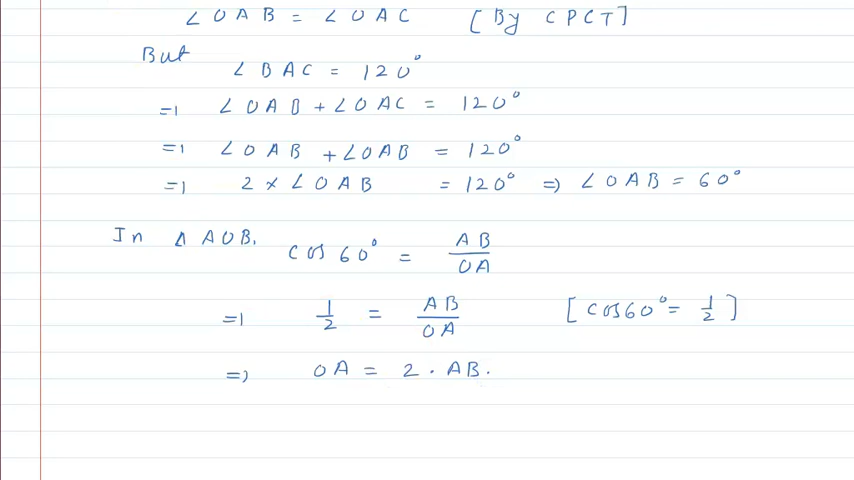 ∠OAB = ∠OAC [By CPCT]
But
∠BAC = 120°
⇒ ∠OAB + ∠OAC = 120°
⇒ ∠OAB + ∠OAB = 120°
⇒ 2 × ∠OAB = 120° ⇒ ∠OAB = 60°
In Δ AOB, cos 60° = AB/OA
⇒ 1/2 = AB/OA [cos60° = 1/2]
⇒ OA = 2 . AB.